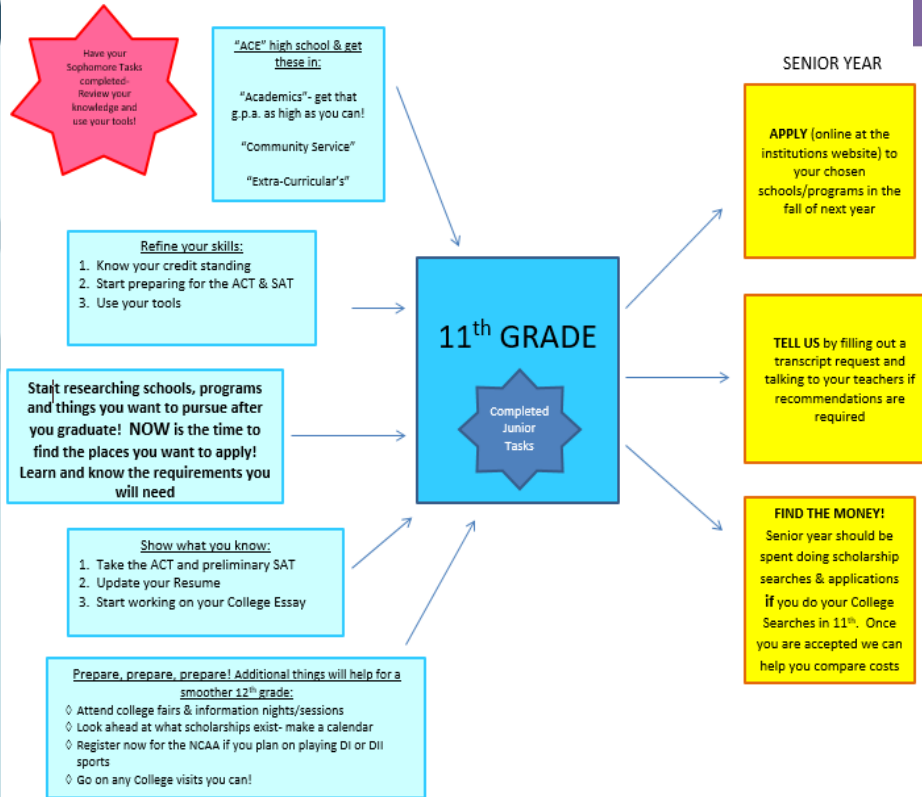 Have your
Sophomore Tasks
completed-
Review your
knowledge and
use your tools!
"ACE" high school & get
these in:
"Academics"- get that
g.p.a. as high as you can!
"Community Service"
"Extra-Curricular's"
Refine your skills:
1. Know your credit standing
2. Start preparing for the ACT & SAT
3. Use your tools
Start researching schools, programs
and things you want to pursue after
you graduate! NOW is the time to
find the places you want to apply!
Learn and know the requirements you
will need
Show what you know:
1. Take the ACT and preliminary SAT
2. Update your Resume
3. Start working on your College Essay
Prepare, prepare, prepare! Additional things will help for a
smoother 12th grade:
◊ Attend college fairs & information nights/sessions
◊ Look ahead at what scholarships exist- make a calendar
◊ Register now for the NCAA if you plan on playing DI or DII
sports
◊ Go on any College visits you can!
11th GRADE
Completed
Junior
Tasks
SENIOR YEAR
APPLY (online at the
institutions website) to
your chosen
schools/programs in the
fall of next year
TELL US by filling out a
transcript request and
talking to your teachers if
recommendations are
required
FIND THE MONEY!
Senior year should be
spent doing scholarship
searches & applications
if you do your College
Searches in 11th. Once
you are accepted we can
help you compare costs